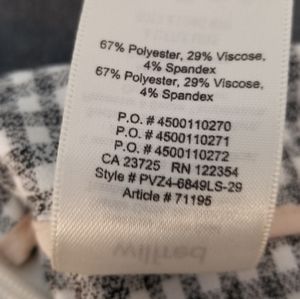 67% Polyester, 29% Viscose,
4% Spandex
67% Polyester, 29% Viscose,
4% Spandex
P.O. # 4500110270
P.O. # 4500110271
P.O. # 4500110272
CA 23725 RN 122354
Style # PVZ4-6849LS-29
Article # 71195
wilfred